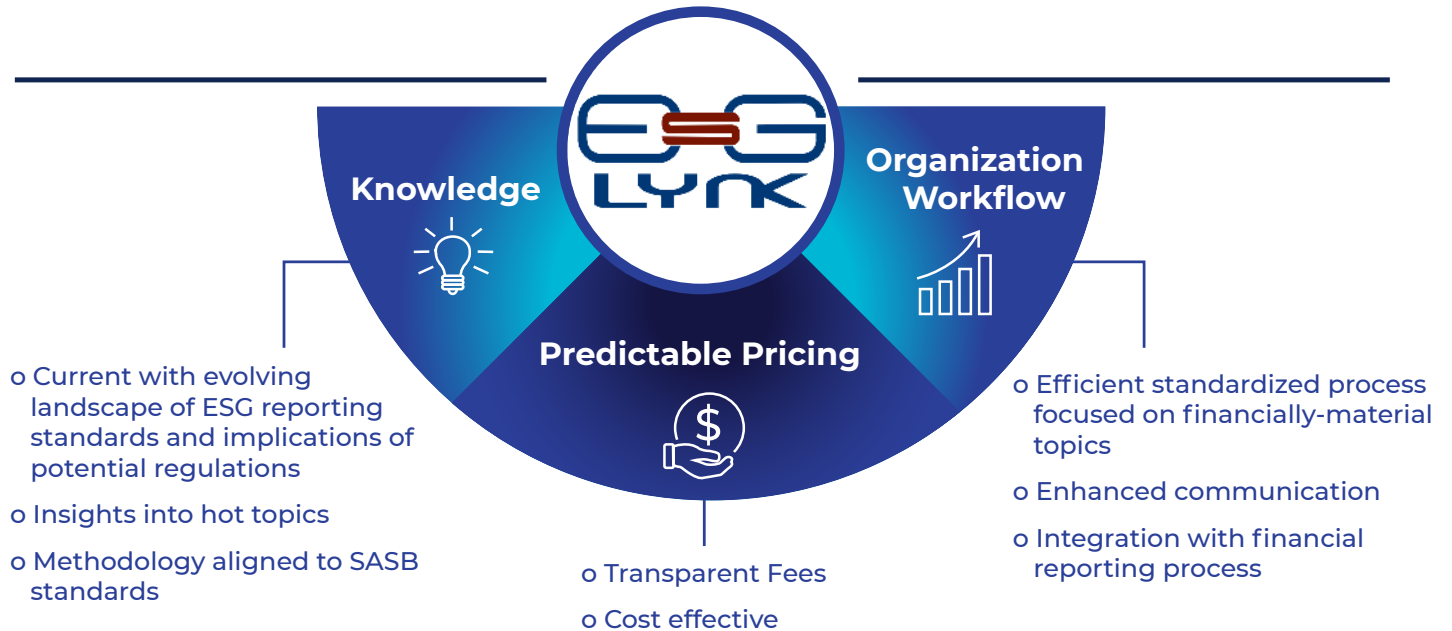 ESG
LYNK
Knowledge
Organization
Workflow
Predictable Pricing
$
o Current with evolving
landscape of ESG reporting
standards and implications of
potential regulations
o Insights into hot topics
o Methodology aligned to SASB
standards
o Transparent Fees
o Cost effective
o Efficient standardized process
focused on financially-material
topics
o Enhanced communication
o Integration with financial
reporting process